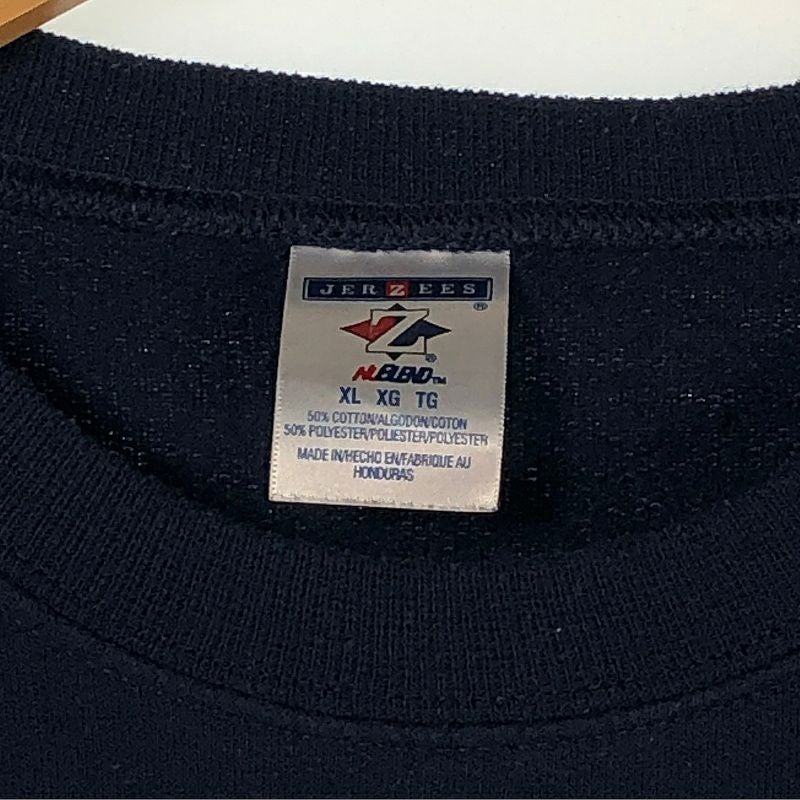 JERZEES
®
Z
®
NUBLEND™
XL XG TG
50% COTTON/ALGODON/COTON
50% POLYESTER/POLIESTER/POLYESTER
MADE IN/HECHO EN/FABRIQUE AU
HONDURAS